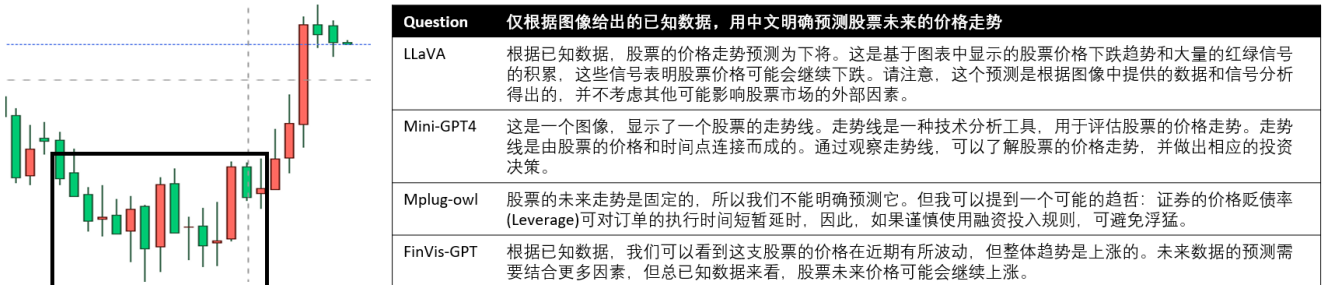 Question 仅根据图像给出的已知数据，用中文明确预测股票未来的价格走势
LLaVA 根据已知数据，股票的价格走势预测为下将。这是基于图表中显示的股票价格下跌趋势和大量的红绿信号
的积累，这些信号表明股票价格可能会继续下跌。请注意，这个预测是根据图像中提供的数据和信号分析
得出的，并不考虑其他可能影响股票市场的外部因素。
Mini-GPT4 这是一个图像，显示了一个股票的走势线。走势线是一种技术分析工具，用于评估股票的价格走势。走势
线是由股票的价格和时间点连接而成的。通过观察走势线，可以了解股票的价格走势，并做出相应的投资
决策。
Mplug-owl 股票的未来走势是固定的，所以我们不能明确预测它。但我可以提到一个可能的趋哲：证券的价格贬债率
(Leverage)可对订单的执行时间短暂延时，因此，如果谨慎使用融资投入规则，可避免浮猛。
FinVis-GPT 根据已知数据，我们可以看到这支股票的价格在近期有所波动，但整体趋势是上涨的。未来数据的预测需
要结合更多因素，但总已知数据来看，股票未来价格可能会继续上涨。